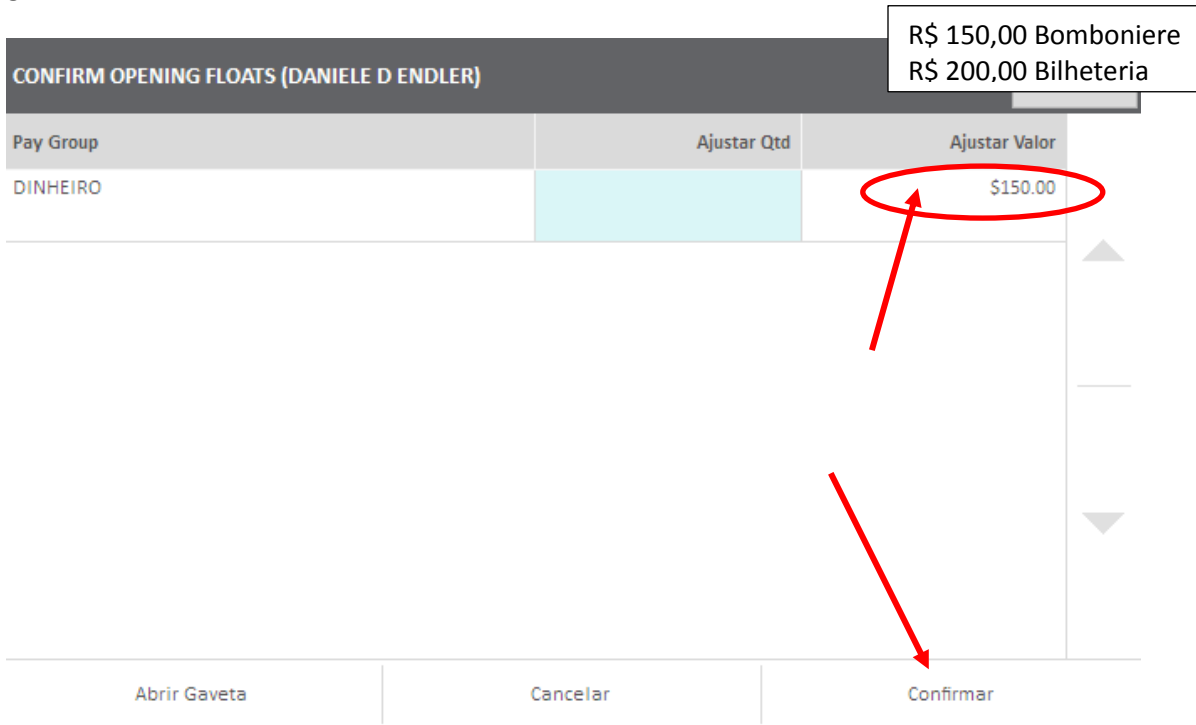 R$ 150,00 Bomboniere
R$ 200,00 Bilheteria
CONFIRM OPENING FLOATS (DANIELE D ENDLER)
Pay Group Ajustar Qtd Ajustar Valor
DINHEIRO $150.00
Abrir Gaveta Cancelar Confirmar